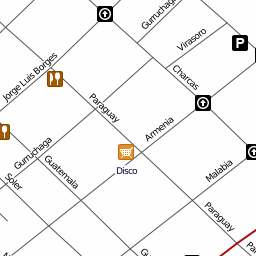 Gurruchaga
Virasoro
P
Jorge Luis Borges
Charcas
Paraguay
Armenia
Gurruchaga
Guatemala
Disco
Malabia
Soler
Paraguay